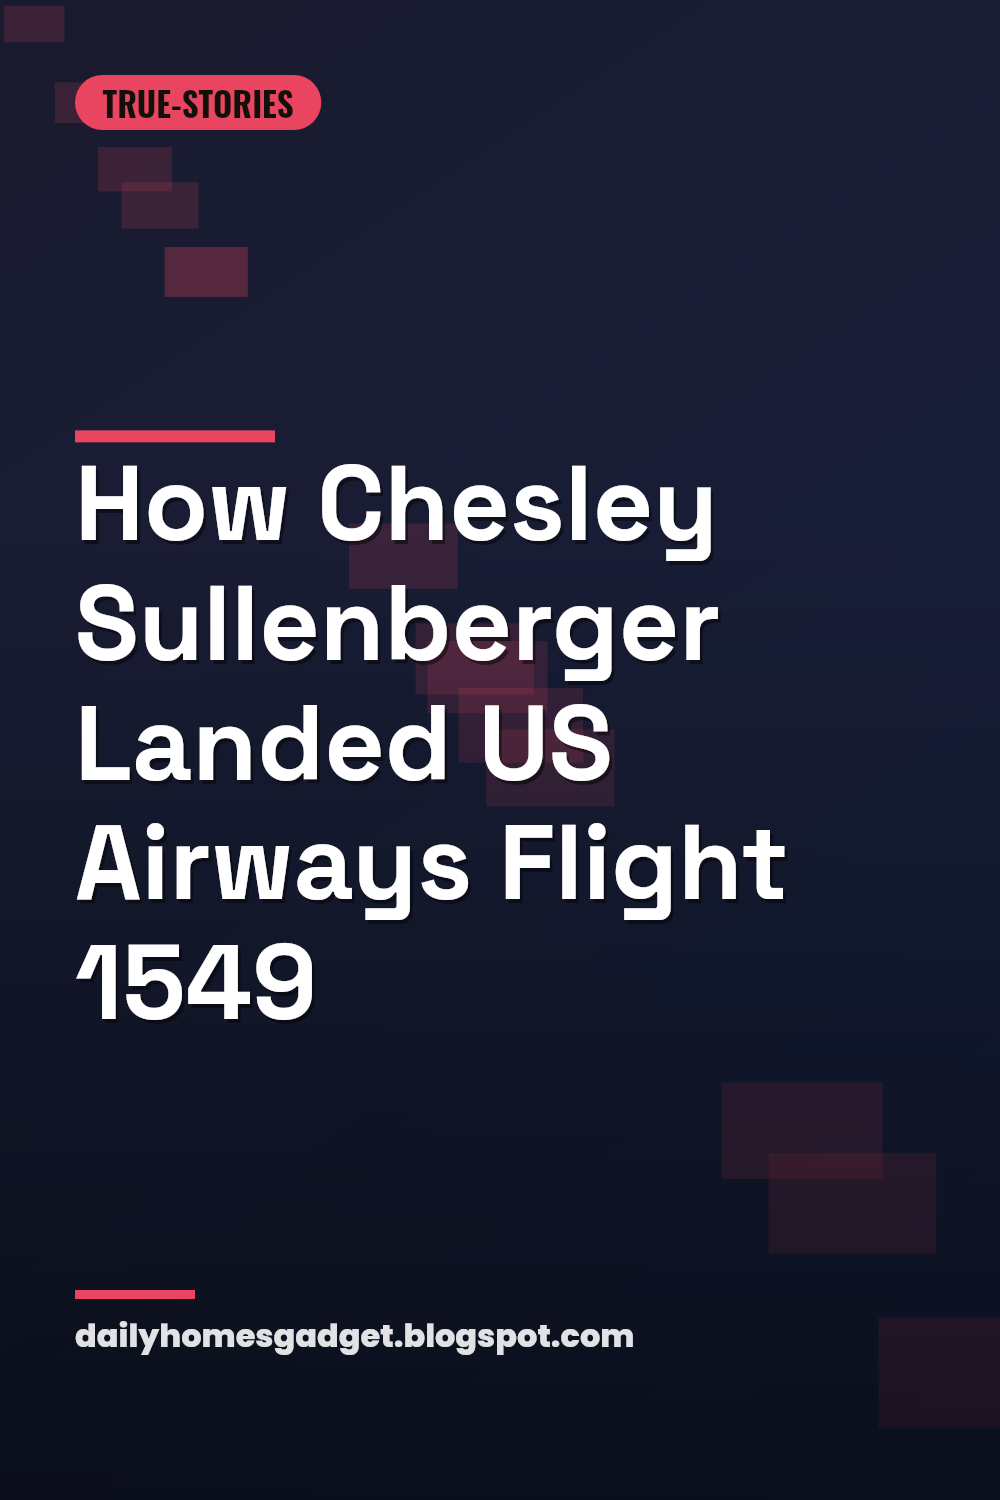 TRUE-STORIES
How Chesley
Sullenberger
Landed US
Airways Flight
1549
dailyhomesgadget.blogspot.com